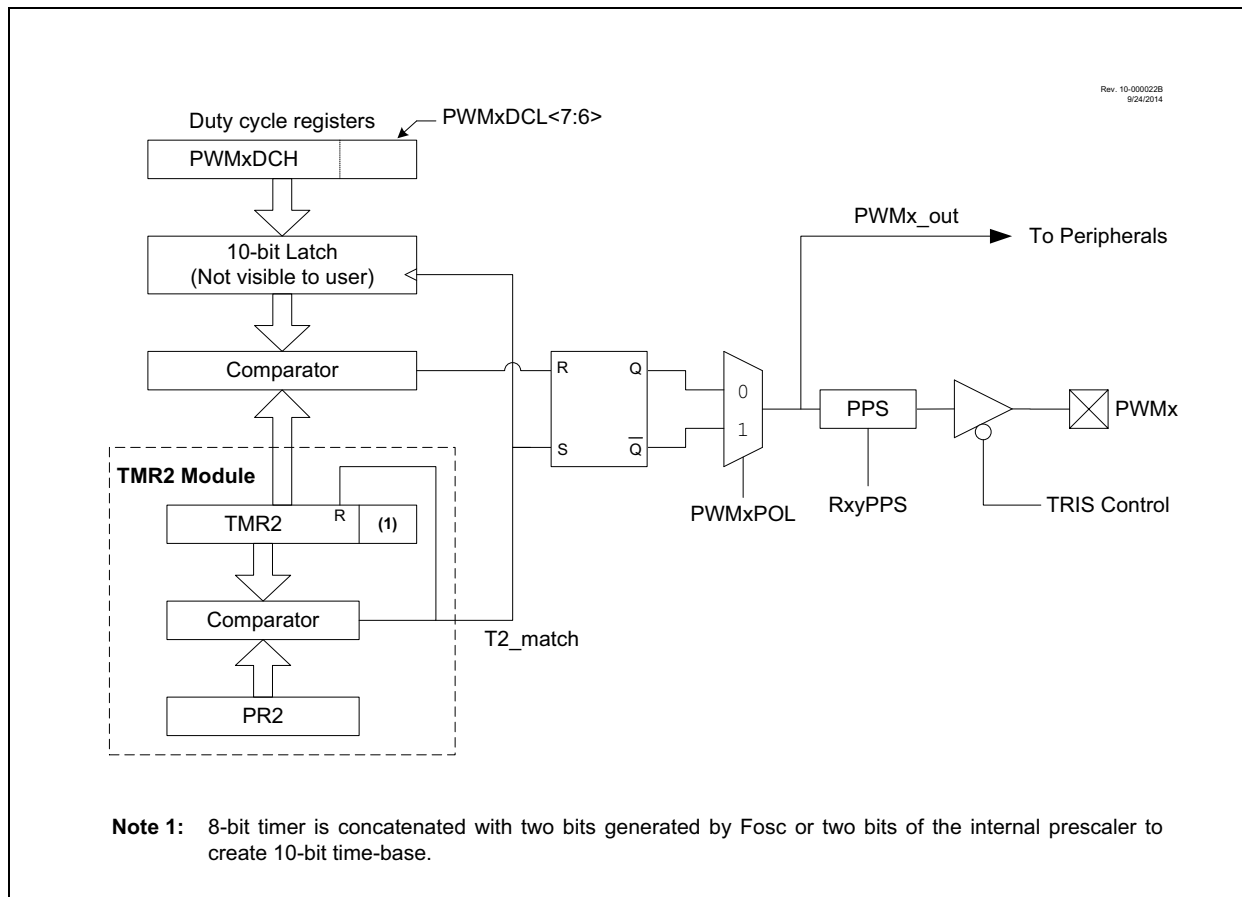 Rev. 10-000022B
9/24/2014
Duty cycle registers
PWMxDCL<7:6>
PWMxDCH
10-bit Latch
(Not visible to user)
Comparator
PWMx_out
To Peripherals
R
Q
S
Q̅
0
1
PWMxPOL
PPS
RxyPPS
PWMx
TRIS Control
TMR2 Module
R
TMR2
(1)
Comparator
T2_match
PR2
Note 1: 8-bit timer is concatenated with two bits generated by Fosc or two bits of the internal prescaler to
create 10-bit time-base.